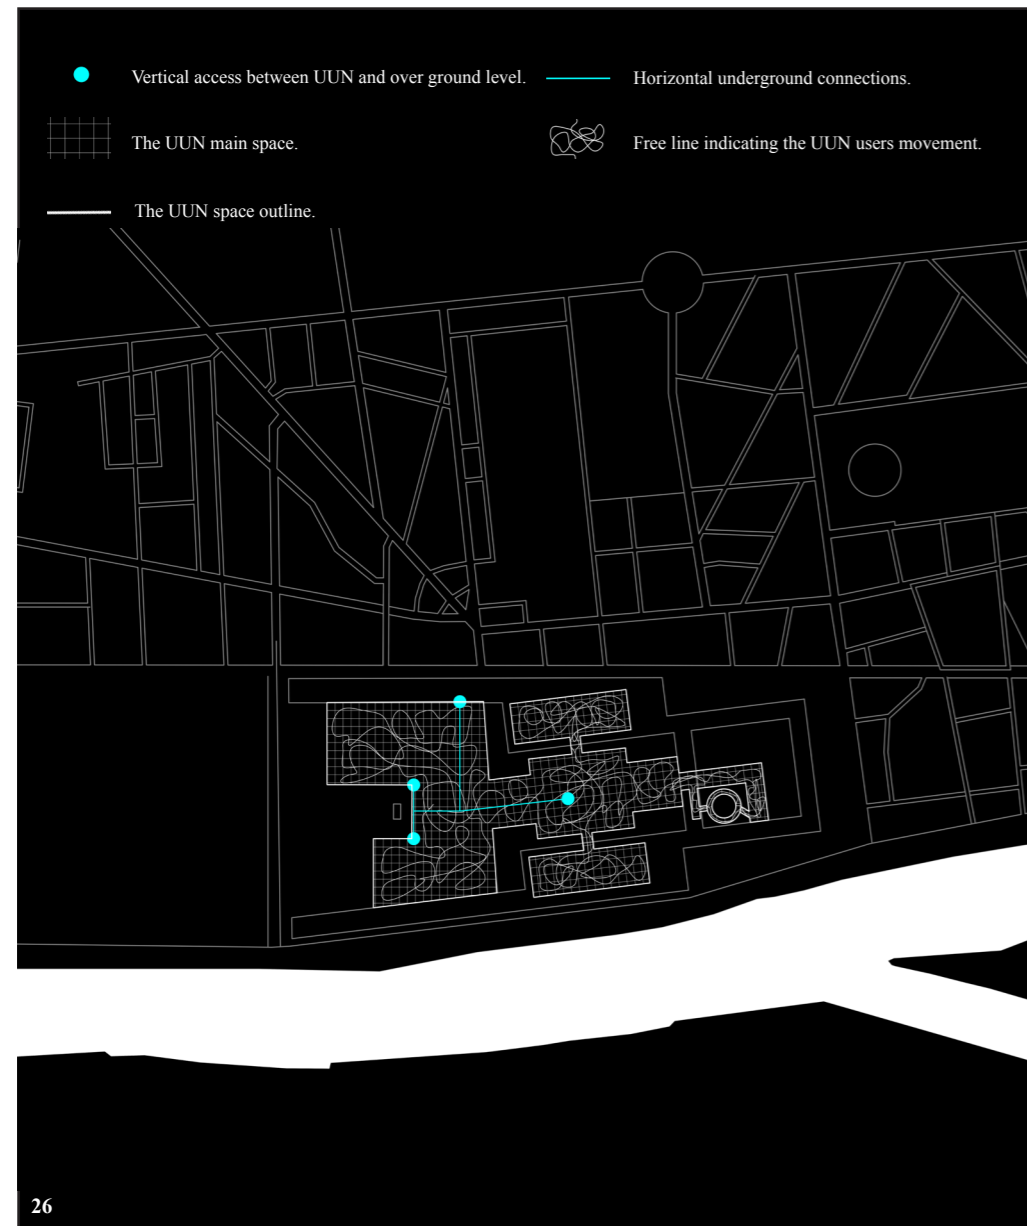 Vertical access between UUN and over ground level.
Horizontal underground connections.
The UUN main space.
Free line indicating the UUN users movement.
The UUN space outline.
26